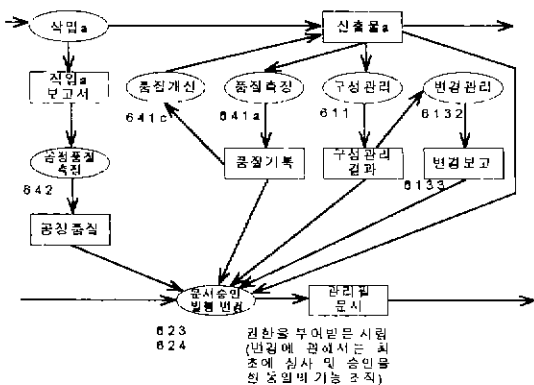 작업a
산출물a
작업a
보고서
품질개선
품질측정
구성관리
변경관리
641c
641a
611
6132
공정품질
측정
품질기록
구성관리
결과
변경보고
642
6133
공정품질
문서승인
발행 변경
관리될
문서
623
624
권한을 부여받은 사람
(변경에 관해서는 최
초에 심사 및 승인을
한 동일의 기능 조직)